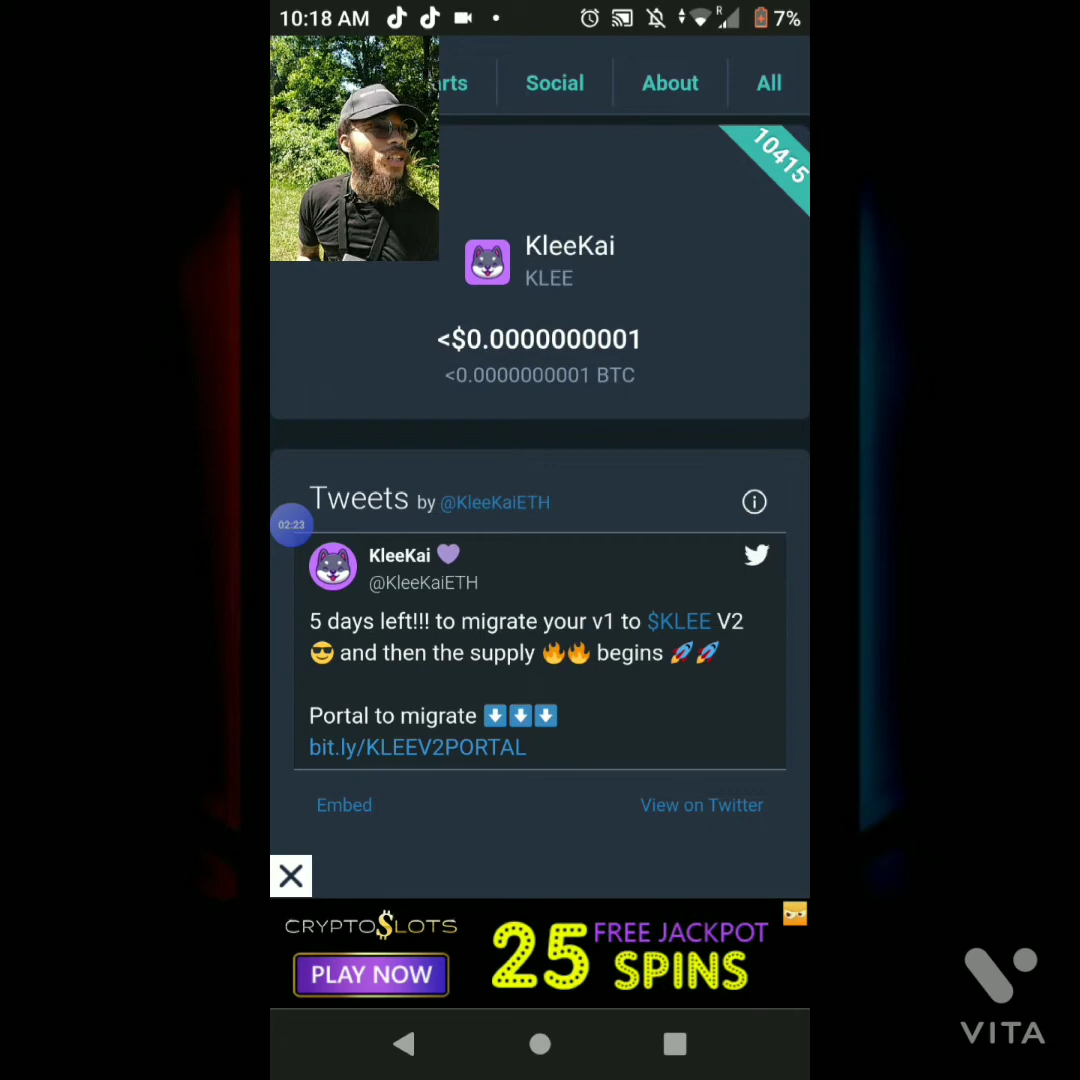 10:18 AM
7%
R
rts
Social
About
All
10415
KleeKai
KLEE
<$0.0000000001
<0.0000000001 BTC
Tweets by @KleeKaiETH
02:23
KleeKai 💜
@KleeKaiETH
5 days left!!! to migrate your v1 to $KLEE V2
😎 and then the supply 🔥🔥 begins 🚀🚀
Portal to migrate ⬇️⬇️⬇️
bit.ly/KLEEV2PORTAL
Embed
View on Twitter
CRYPTO$LOTS
PLAY NOW
25 FREE JACKPOT
SPINS
VITA